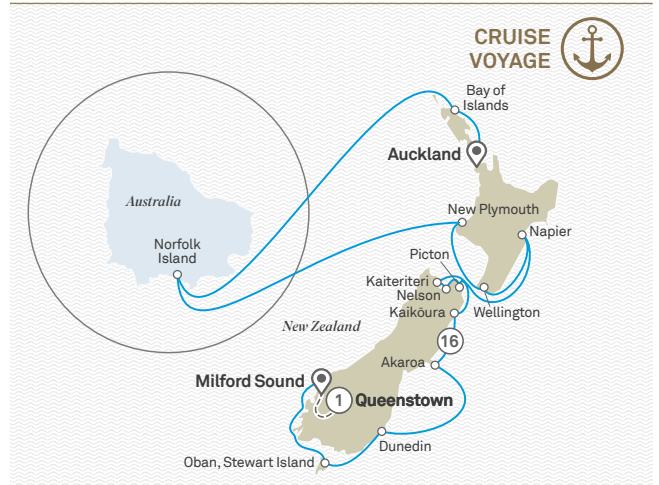 CRUISE
VOYAGE
Bay of
Islands
Auckland
Australia
New Plymouth
Napier
Norfolk
Island
Picton
Kaiteriteri
Nelson
Wellington
Kaikōura
New Zealand
16
Akaroa
Milford Sound
1
Queenstown
Dunedin
Oban, Stewart Island